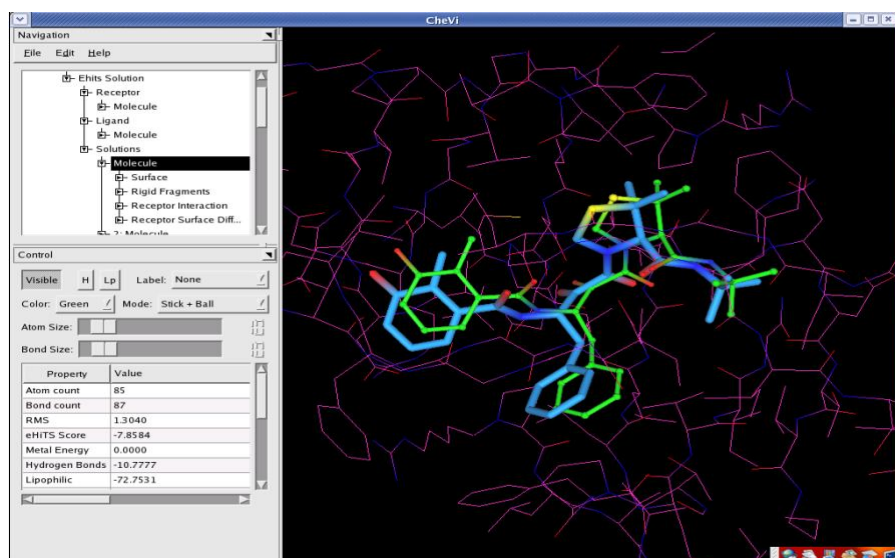 CheVi
Navigation
File Edit Help
Ehits Solution
Receptor
Molecule
Ligand
Molecule
Solutions
Molecule
Surface
Rigid Fragments
Receptor Interaction
Receptor Surface Diff...
2: Molecule
Control
Visible H Lp Label: None
Color: Green Mode: Stick + Ball
Atom Size:
Bond Size:
Property Value
Atom count 85
Bond count 87
RMS 1.3040
eHiTS Score -7.8584
Metal Energy 0.0000
Hydrogen Bonds -10.7777
Lipophilic -72.7531